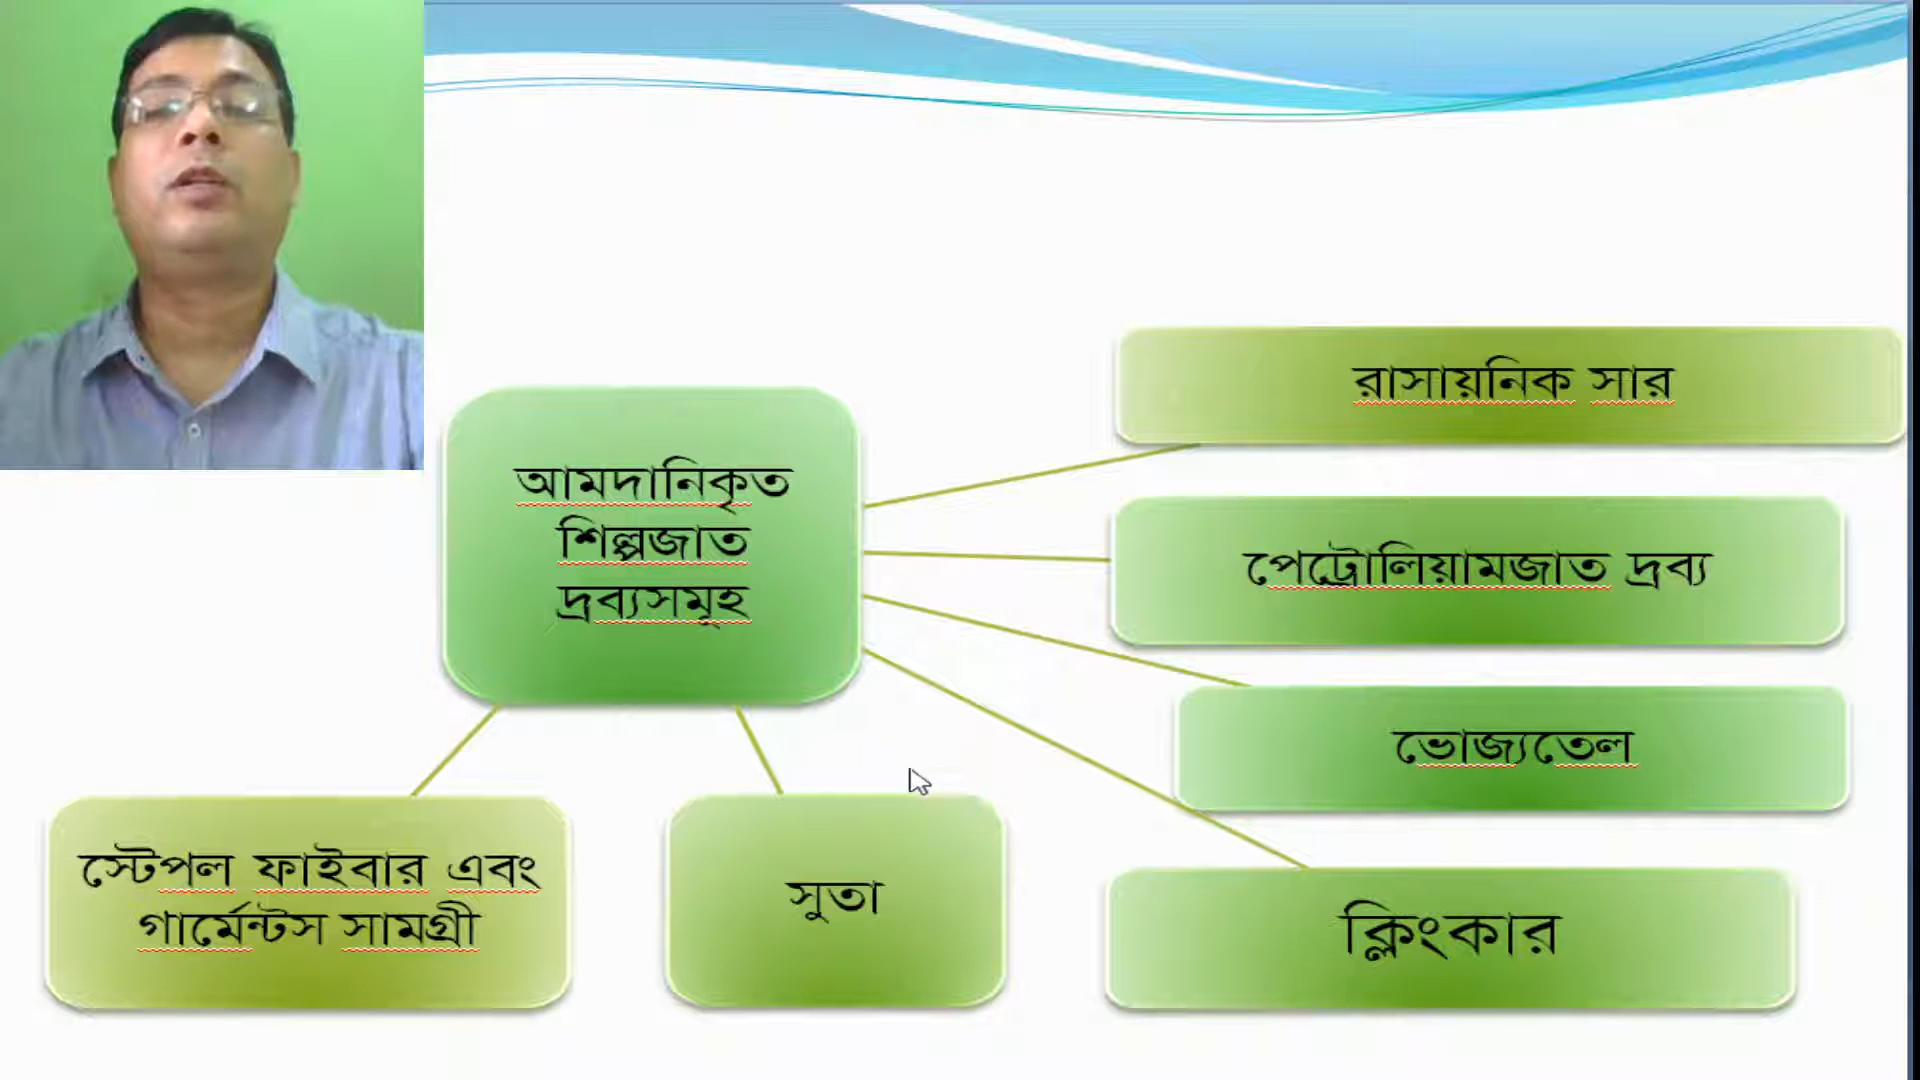 আমদানিকৃত
শিল্পজাত
দ্রব্যসমূহ
রাসায়নিক সার
পেট্রোলিয়ামজাত দ্রব্য
ভোজ্যতেল
ক্লিংকার
সুতা
স্টেপল ফাইবার এবং
গার্মেন্টস সামগ্রী